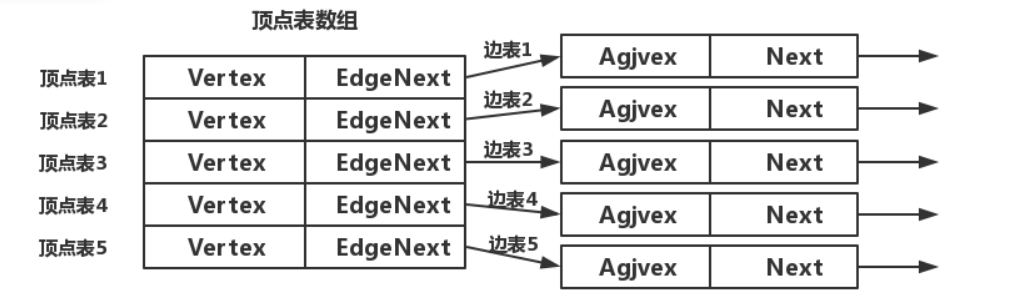 顶点表数组
顶点表1 Vertex EdgeNext 边表1 Agjvex Next
顶点表2 Vertex EdgeNext 边表2 Agjvex Next
顶点表3 Vertex EdgeNext 边表3 Agjvex Next
顶点表4 Vertex EdgeNext 边表4 Agjvex Next
顶点表5 Vertex EdgeNext 边表5 Agjvex Next